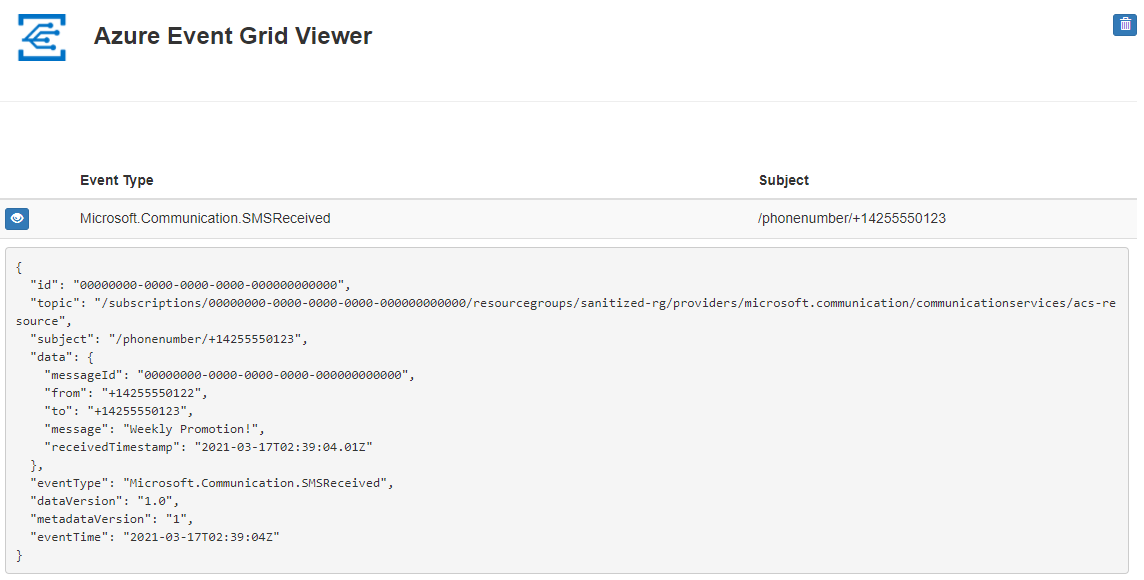 Azure Event Grid Viewer
Event Type Subject
Microsoft.Communication.SMSReceived /phonenumber/+14255550123
{
  "id": "00000000-0000-0000-0000-000000000000",
  "topic": "/subscriptions/00000000-0000-0000-0000-000000000000/resourcegroups/sanitized-rg/providers/microsoft.communication/communicationservices/acs-re
source",
  "subject": "/phonenumber/+14255550123",
  "data": {
    "messageId": "00000000-0000-0000-0000-000000000000",
    "from": "+14255550122",
    "to": "+14255550123",
    "message": "Weekly Promotion!",
    "receivedTimestamp": "2021-03-17T02:39:04.01Z"
  },
  "eventType": "Microsoft.Communication.SMSReceived",
  "dataVersion": "1.0",
  "metadataVersion": "1",
  "eventTime": "2021-03-17T02:39:04Z"
}